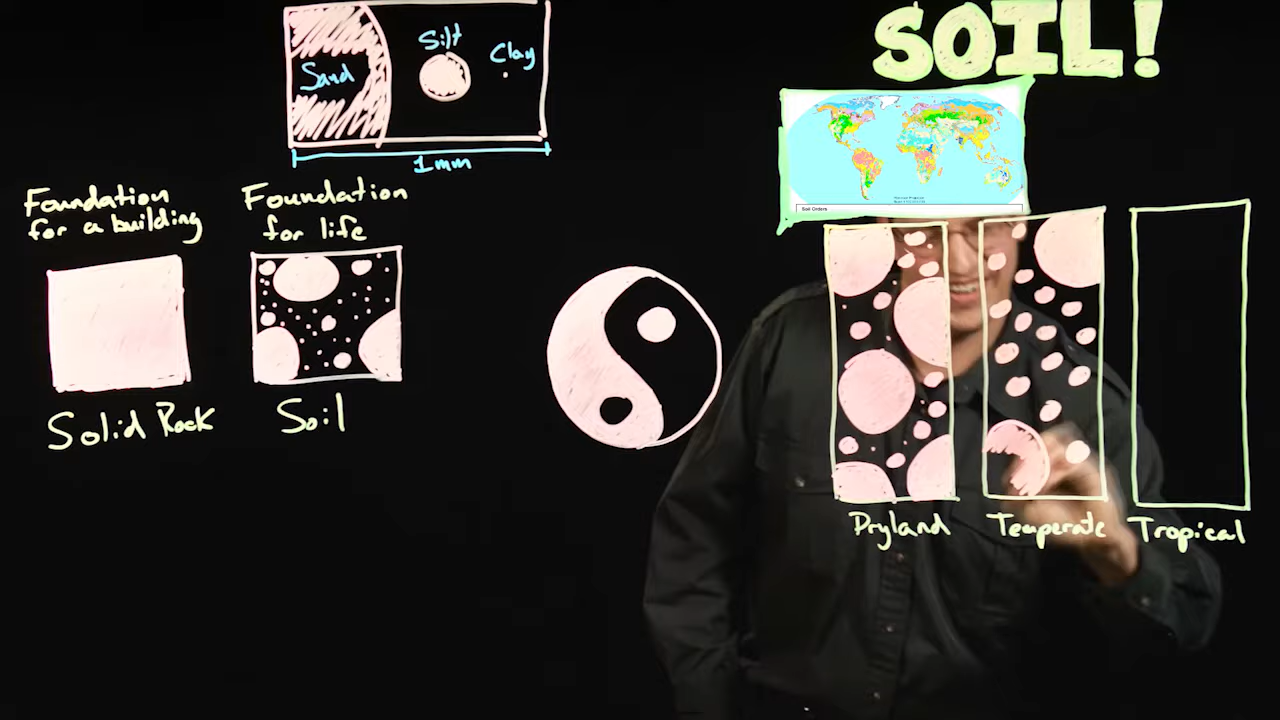 SOIL!
Silt
Sand
Clay
1mm
Foundation
for a building
Foundation
for life
Soil Orders
Solid Rock
Soil
Dryland
Temperate
Tropical